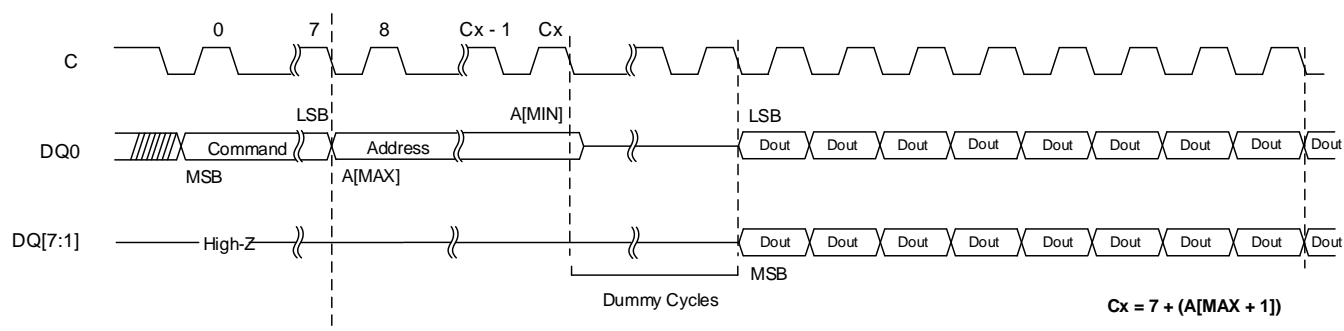 0 7 8 Cx - 1 Cx
C
LSB A[MIN] LSB
DQ0 Command Address Dout Dout Dout Dout Dout Dout Dout Dout Dout
MSB A[MAX]
DQ[7:1] High-Z Dout Dout Dout Dout Dout Dout Dout Dout Dout
MSB
Dummy Cycles
Cx = 7 + (A[MAX + 1])